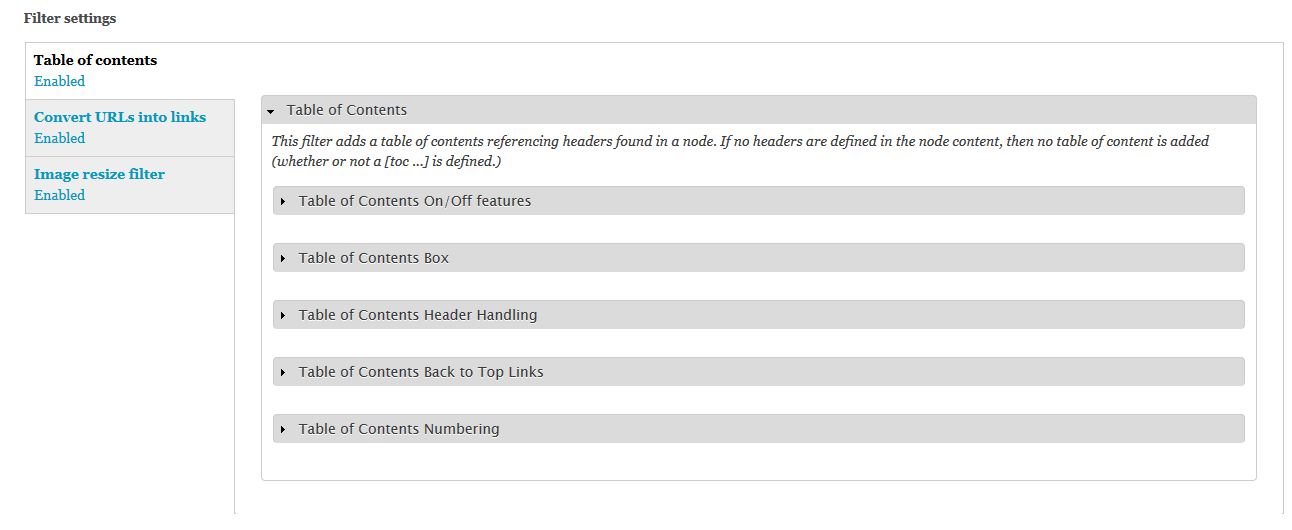 Filter settings
Table of contents
Enabled
Convert URLs into links
Enabled
Image resize filter
Enabled
Table of Contents
This filter adds a table of contents referencing headers found in a node. If no headers are defined in the node content, then no table of content is added
(whether or not a [toc ...] is defined.)
Table of Contents On/Off features
Table of Contents Box
Table of Contents Header Handling
Table of Contents Back to Top Links
Table of Contents Numbering